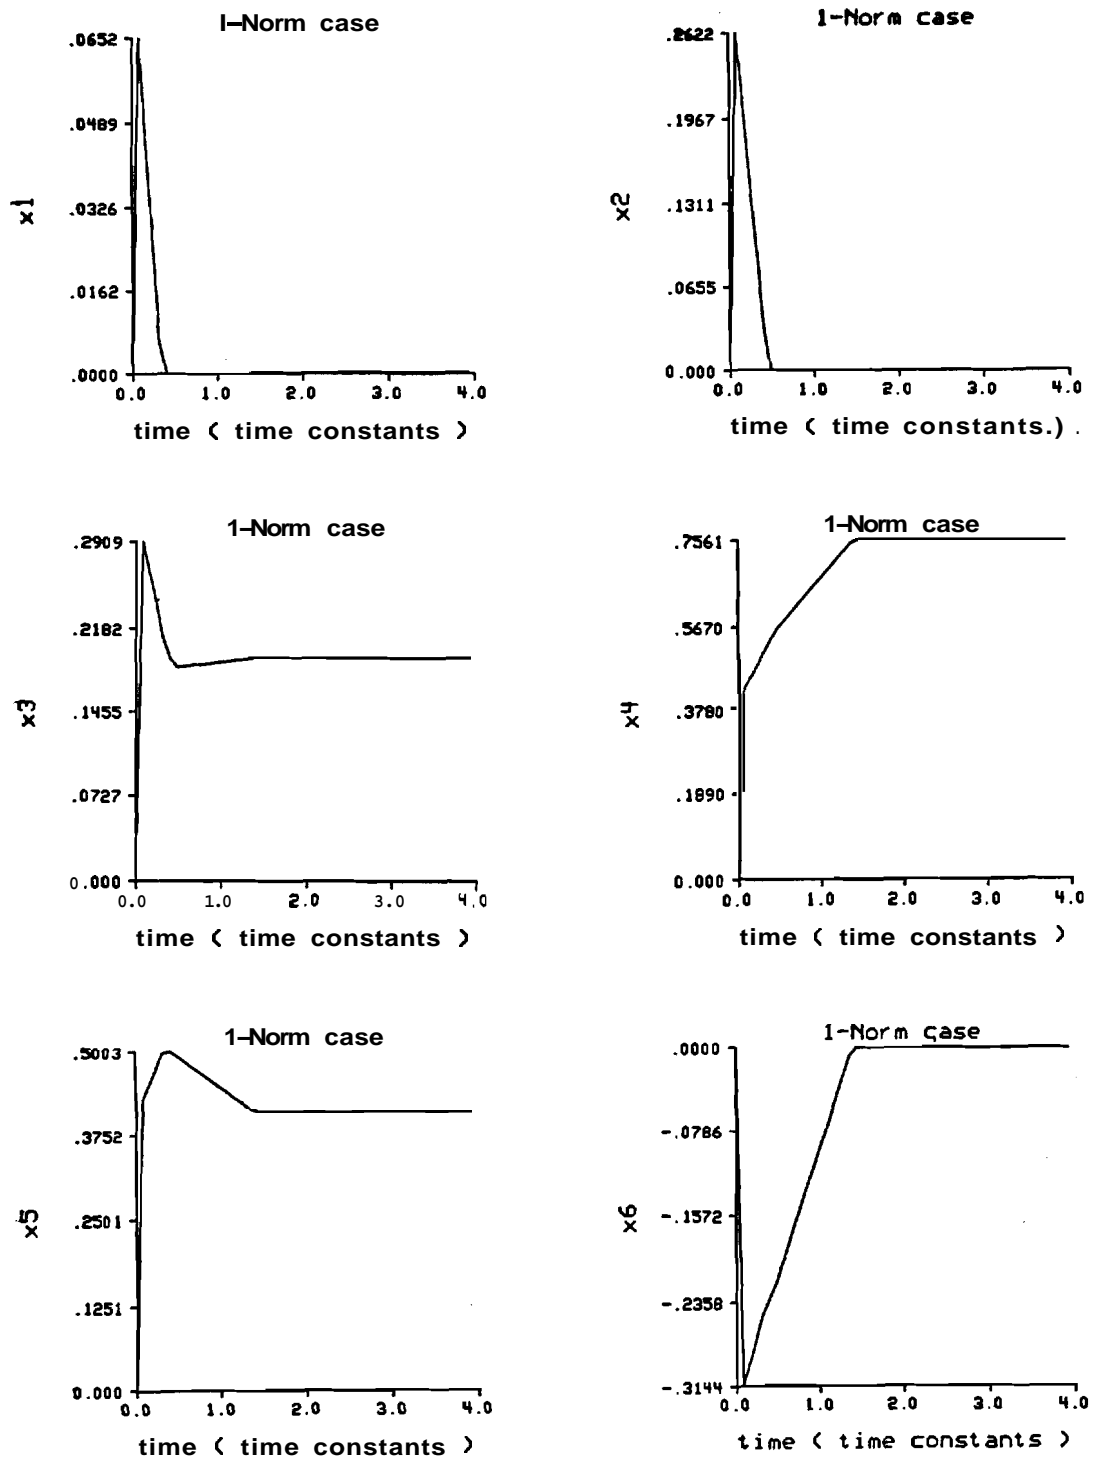 I–Norm case
.0652
.0489
.0326
.0162
.0000
x1
0.0 1.0 2.0 3.0 4.0
time ( time constants )
1-Norm case
.2622
.1967
.1311
.0655
0.000
x2
0.0 1.0 2.0 3.0 4.0
time ( time constants.) .
1–Norm case
.2909
.2182
.1455
.0727
0.000
x3
0.0 1.0 2.0 3.0 4.0
time ( time constants )
1–Norm case
.7561
.5670
.3780
.1890
0.000
x4
0.0 1.0 2.0 3.0 4.0
time ( time constants )
1–Norm case
.5003
.3752
.2501
.1251
0.000
x5
0.0 1.0 2.0 3.0 4.0
time ( time constants )
1-Norm case
.0000
-.0786
-.1572
-.2358
-.3144
x6
0.0 1.0 2.0 3.0 4.0
time ( time constants )